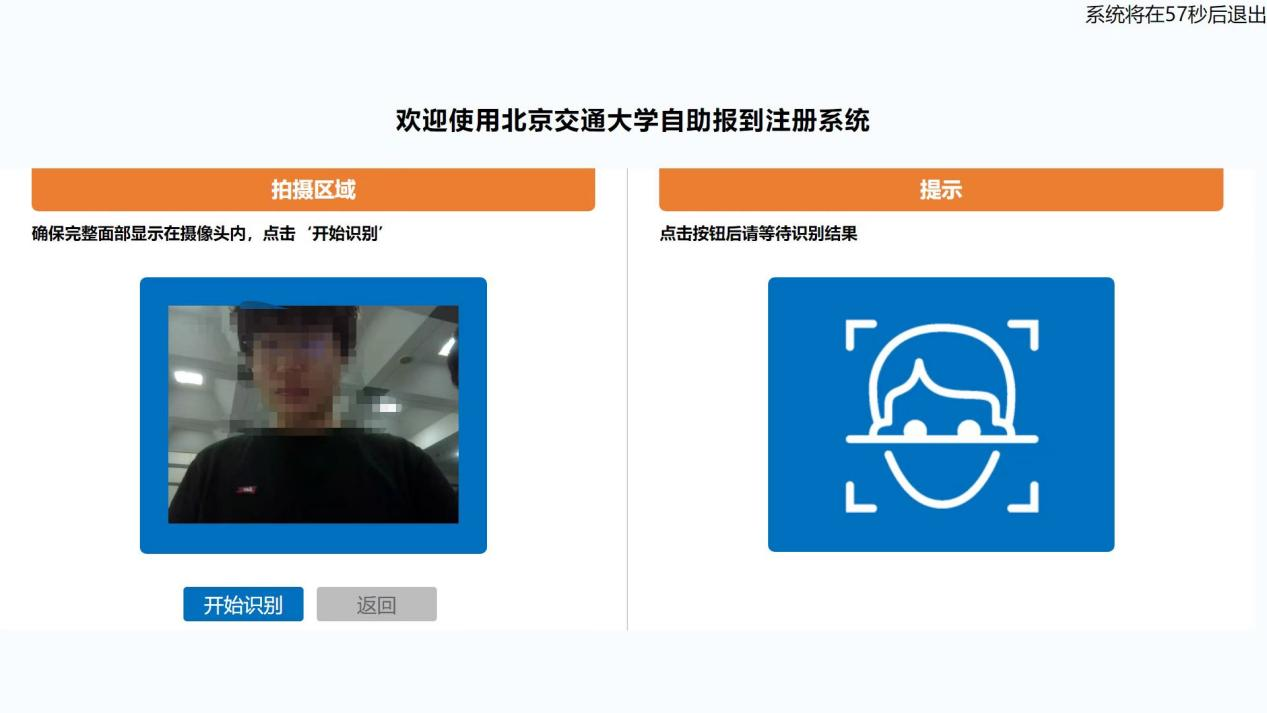 系统将在57秒后退出
欢迎使用北京交通大学自助报到注册系统
拍摄区域
确保完整面部显示在摄像头内，点击‘开始识别’
开始识别
返回
提示
点击按钮后请等待识别结果